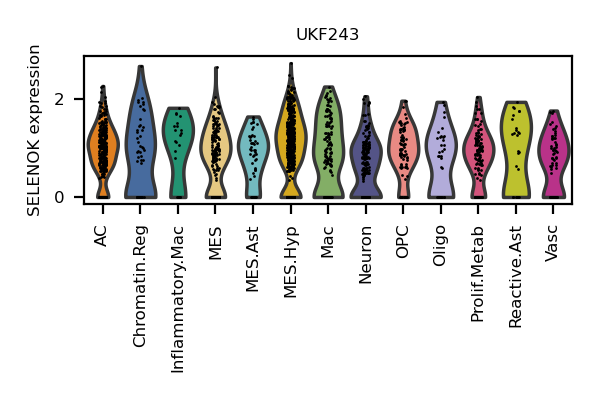 UKF243
SELENOK expression
2
0
AC
Chromatin.Reg
Inflammatory.Mac
MES
MES.Ast
MES.Hyp
Mac
Neuron
OPC
Oligo
Prolif.Metab
Reactive.Ast
Vasc